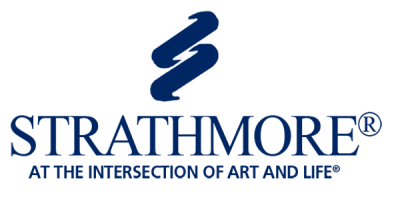 STRATHMORE®
AT THE INTERSECTION OF ART AND LIFE®